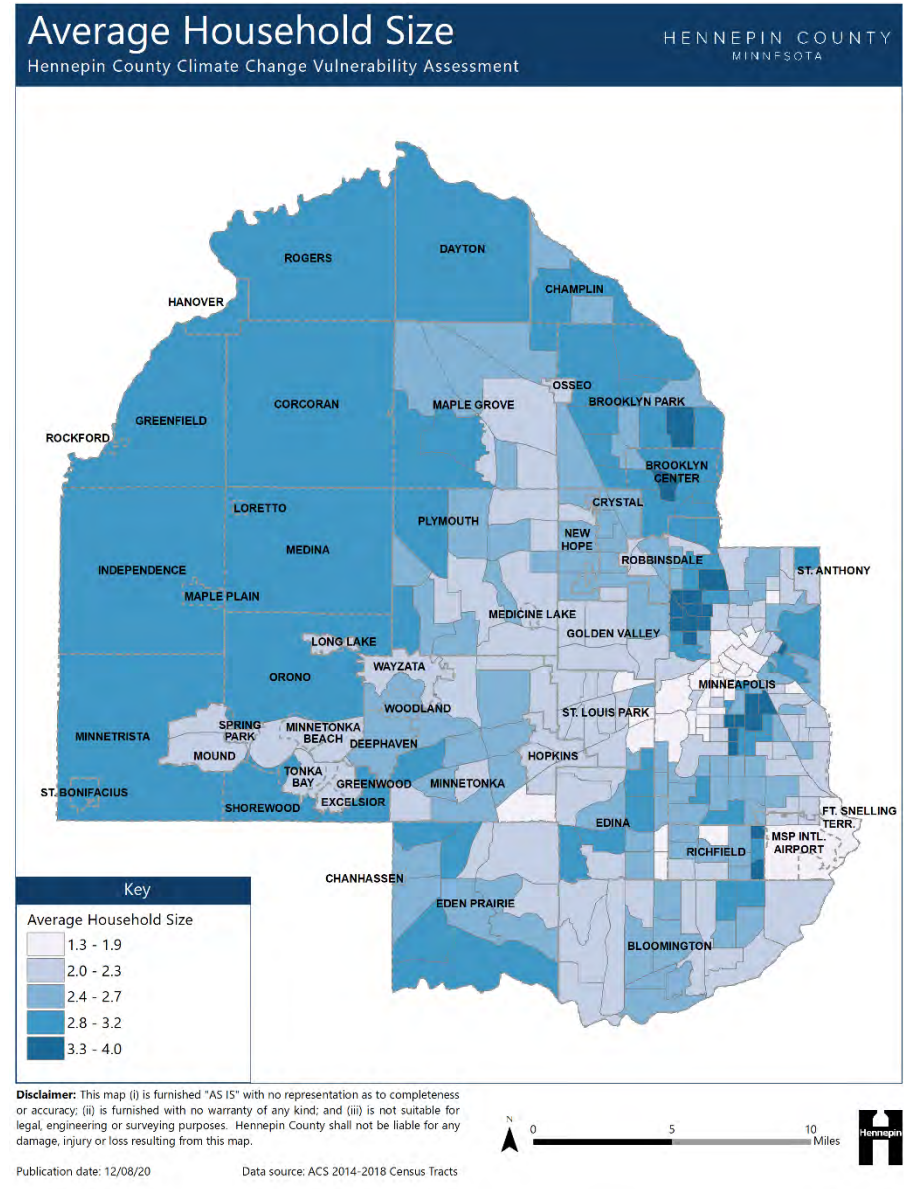 Average Household Size
Hennepin County Climate Change Vulnerability Assessment
HENNEPIN COUNTY
MINNESOTA
ROGERS
DAYTON
HANOVER
CHAMPLIN
OSSEO
BROOKLYN PARK
MAPLE GROVE
CORCORAN
GREENFIELD
ROCKFORD
BROOKLYN
CENTER
LORETTO
CRYSTAL
PLYMOUTH
NEW
HOPE
MEDINA
ROBBINSDALE
INDEPENDENCE
ST. ANTHONY
MAPLE PLAIN
MEDICINE LAKE
GOLDEN VALLEY
LONG LAKE
WAYZATA
ORONO
MINNEAPOLIS
WOODLAND
ST. LOUIS PARK
MINNETRISTA
SPRING
PARK
MINNETONKA
BEACH
DEEPHAVEN
MOUND
HOPKINS
TONKA
BAY
GREENWOOD
MINNETONKA
ST. BONIFACIUS
EXCELSIOR
SHOREWOOD
FT. SNELLING
TERR.
EDINA
MSP INTL.
AIRPORT
RICHFIELD
CHANHASSEN
EDEN PRAIRIE
BLOOMINGTON
Key
Average Household Size
1.3 - 1.9
2.0 - 2.3
2.4 - 2.7
2.8 - 3.2
3.3 - 4.0
Disclaimer: This map (i) is furnished "AS IS" with no representation as to completeness
or accuracy; (ii) is furnished with no warranty of any kind; and (iii) is not suitable for
legal, engineering or surveying purposes. Hennepin County shall not be liable for any
damage, injury or loss resulting from this map.
Publication date: 12/08/20
Data source: ACS 2014-2018 Census Tracts
N
0 5 10
Miles
Hennepin